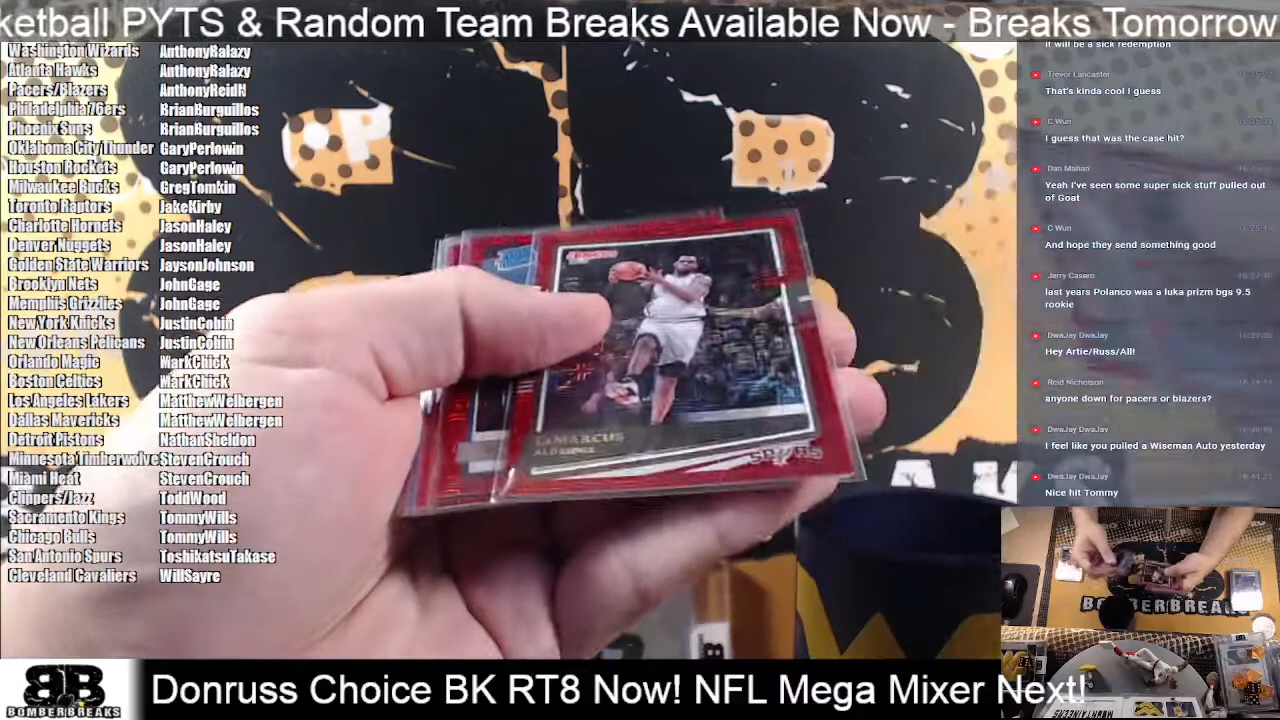 ketball PYTS & Random Team Breaks Available Now - Breaks Tomorrow
Washington Wizards AnthonyBalazy
Atlanta Hawks AnthonyBalazy
Pacers/Blazers AnthonyReidN
Philadelphia 76ers BrianBurguillos
Phoenix Suns BrianBurguillos
Oklahoma City Thunder GaryPerlowin
Houston Rockets GaryPerlowin
Milwaukee Bucks GregTomkin
Toronto Raptors JakeKirby
Charlotte Hornets JasonHaley
Denver Nuggets JasonHaley
Golden State Warriors JaysonJohnson
Brooklyn Nets JohnGage
Memphis Grizzlies JohnGage
New York Knicks JustinCobin
New Orleans Pelicans JustinCobin
Orlando Magic MarkChick
Boston Celtics MarkChick
Los Angeles Lakers MatthewWelbergen
Dallas Mavericks MatthewWelbergen
Detroit Pistons NathanSheldon
Minnesota Timberwolve StevenCrouch
Miami Heat StevenCrouch
Clippers/Jazz ToddWood
Sacramento Kings TommyWills
Chicago Bulls TommyWills
San Antonio Spurs ToshikatsuTakase
Cleveland Cavaliers WillSayre
LaMARCUS
ALDRIDGE
SPURS
it will be a sick redemption
Trevor Lancaster
That's kinda cool I guess
C Wun
I guess that was the case hit?
Dan Mahan
Yeah I've seen some super sick stuff pulled out
of Goat
C Wun
And hope they send something good
Jerry Casero
last years Polanco was a luka prizm bgs 9.5
rookie
DwaJay DwaJay
Hey Artie/Russ/All!
Reid Nicholson
anyone down for pacers or blazers?
DwaJay DwaJay
I feel like you pulled a Wiseman Auto yesterday
DwaJay DwaJay
Nice hit Tommy
BOMBERBREAK
BB
BOMBERBREAKS
Donruss Choice BK RT8 Now! NFL Mega Mixer Next!